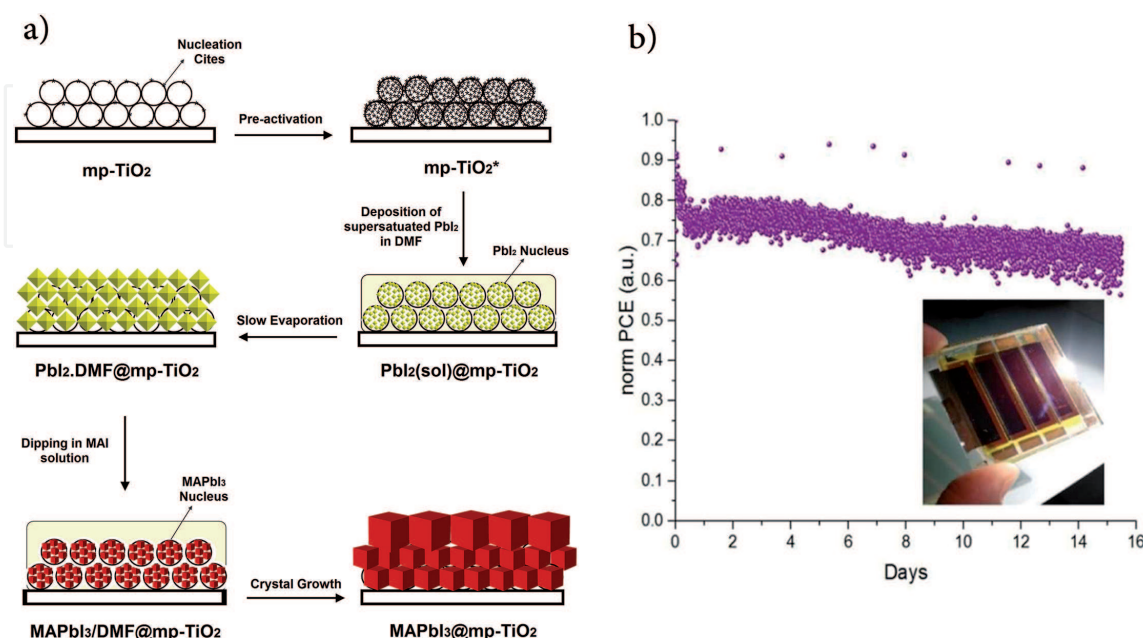 a)
Nucleation
Cites
Pre-activation
mp-TiO₂
mp-TiO₂*
Deposition of
supersatuated PbI₂
in DMF
PbI₂ Nucleus
Slow Evaporation
PbI₂.DMF@mp-TiO₂
PbI₂(sol)@mp-TiO₂
Dipping in MAI
solution
MAPbI₃
Nucleus
Crystal Growth
MAPbI₃/DMF@mp-TiO₂
MAPbI₃@mp-TiO₂
b)
norm PCE (a.u.)
1.0
0.9
0.8
0.7
0.6
0.5
0.4
0.3
0.2
0.1
0.0
0 2 4 6 8 10 12 14 16
Days